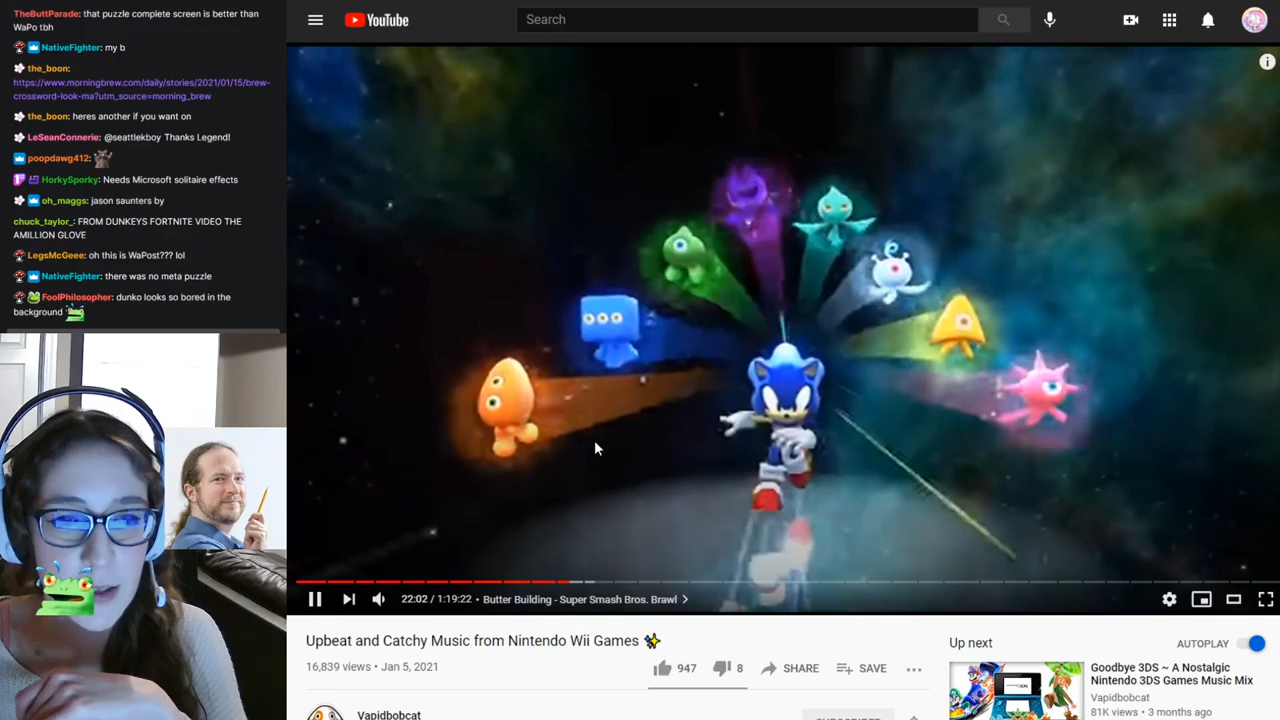 TheButtParade: that puzzle complete screen is better than
WaPo tbh
NativeFighter: my b
the_boon:
https://www.morningbrew.com/daily/stories/2021/01/15/brew-
crossword-look-ma?utm_source=morning_brew
the_boon: heres another if you want on
LeSeanConnerie: @seattlekboy Thanks Legend!
poopdawg412:
HorkySporky: Needs Microsoft solitaire effects
oh_maggs: jason saunters by
chuck_taylor_: FROM DUNKEYS FORTNITE VIDEO THE
AMILLION GLOVE
LegsMcGeee: oh this is WaPost??? lol
NativeFighter: there was no meta puzzle
FoolPhilosopher: dunko looks so bored in the
background
YouTube
Search
22:02 / 1:19:22 • Butter Building - Super Smash Bros. Brawl
Upbeat and Catchy Music from Nintendo Wii Games ✨
16,839 views • Jan 5, 2021
947
8
SHARE
SAVE
Vapidbobcat
Up next
AUTOPLAY
Goodbye 3DS ~ A Nostalgic
Nintendo 3DS Games Music Mix
Vapidbobcat
81K views • 3 months ago